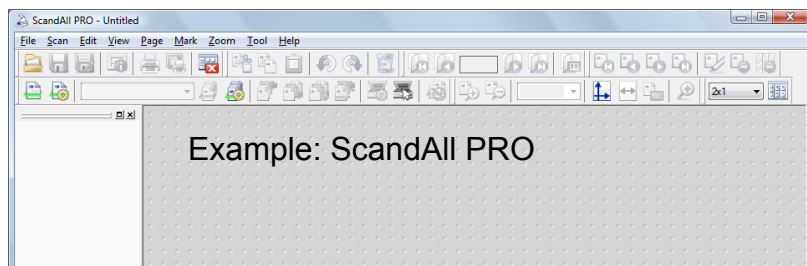 ScandAll PRO - Untitled
File Scan Edit View Page Mark Zoom Tool Help
2x1
Example: ScandAll PRO